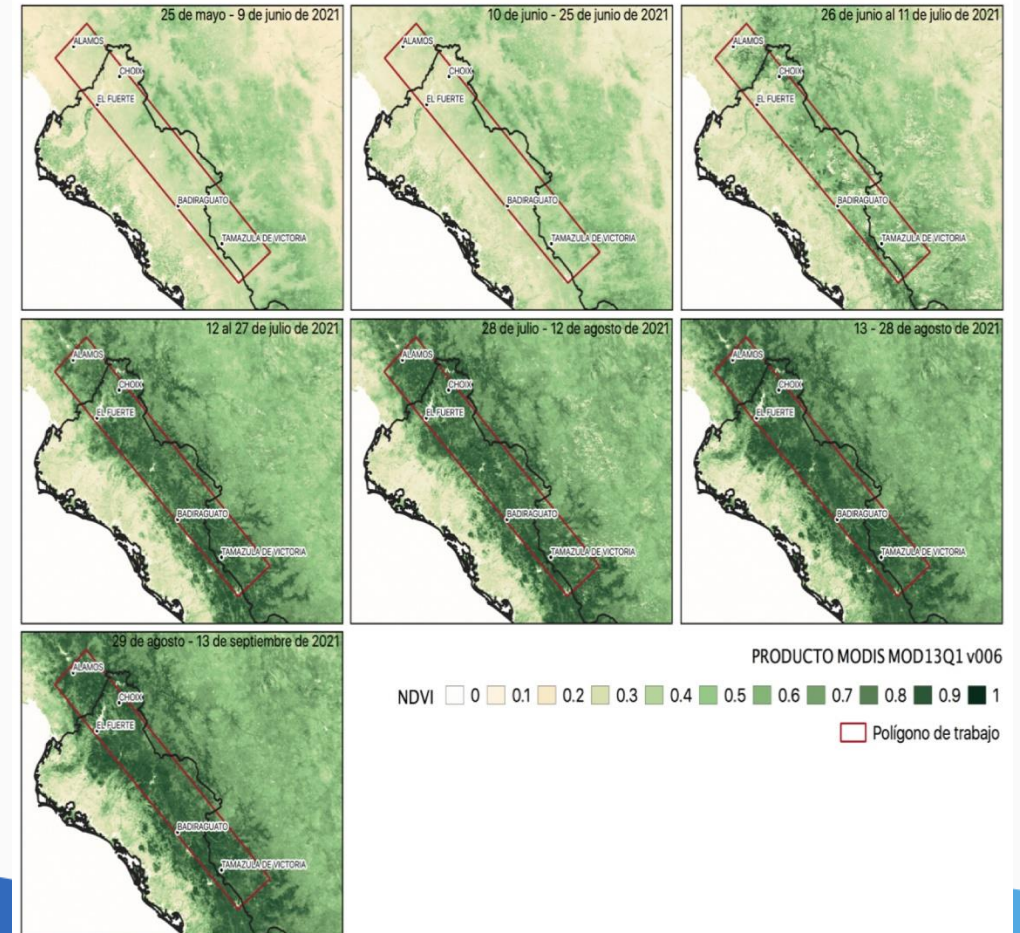 25 de mayo - 9 de junio de 2021
ALAMOS
CHOIX
EL FUERTE
BADIRAGUATO
TAMAZULA DE VICTORIA
10 de junio - 25 de junio de 2021
ALAMOS
CHOIX
EL FUERTE
BADIRAGUATO
TAMAZULA DE VICTORIA
26 de junio al 11 de julio de 2021
ALAMOS
CHOIX
EL FUERTE
BADIRAGUATO
TAMAZULA DE VICTORIA
12 al 27 de julio de 2021
ALAMOS
CHOIX
EL FUERTE
BADIRAGUATO
TAMAZULA DE VICTORIA
28 de julio - 12 de agosto de 2021
ALAMOS
CHOIX
EL FUERTE
BADIRAGUATO
TAMAZULA DE VICTORIA
13 - 28 de agosto de 2021
ALAMOS
CHOIX
EL FUERTE
BADIRAGUATO
TAMAZULA DE VICTORIA
29 de agosto - 13 de septiembre de 2021
ALAMOS
CHOIX
EL FUERTE
BADIRAGUATO
TAMAZULA DE VICTORIA
PRODUCTO MODIS MOD13Q1 v006
NDVI 0 0.1 0.2 0.3 0.4 0.5 0.6 0.7 0.8 0.9 1
Polígono de trabajo